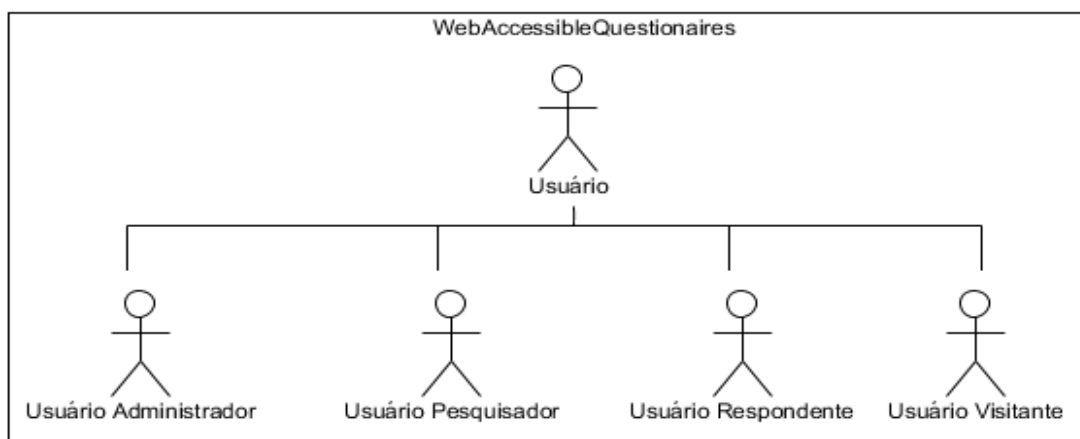 WebAccessibleQuestionaires
Usuário
Usuário Administrador
Usuário Pesquisador
Usuário Respondente
Usuário Visitante